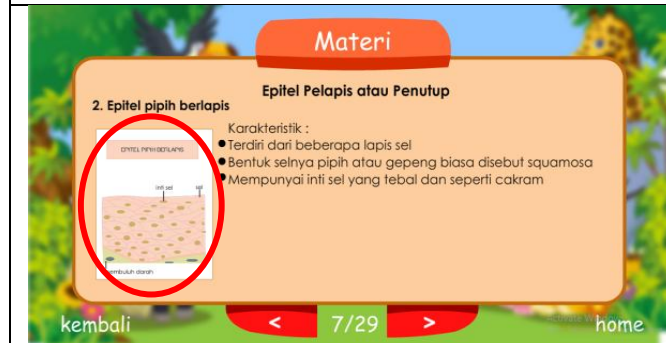 Materi
Epitel Pelapis atau Penutup
2. Epitel pipih berlapis
EPITEL PIPIH BERLAPIS
inti sel
sel
pembuluh darah
Karakteristik :
Terdiri dari beberapa lapis sel
Bentuk selnya pipih atau gepeng biasa disebut squamosa
Mempunyai inti sel yang tebal dan seperti cakram
kembali
<
7/29
>
home